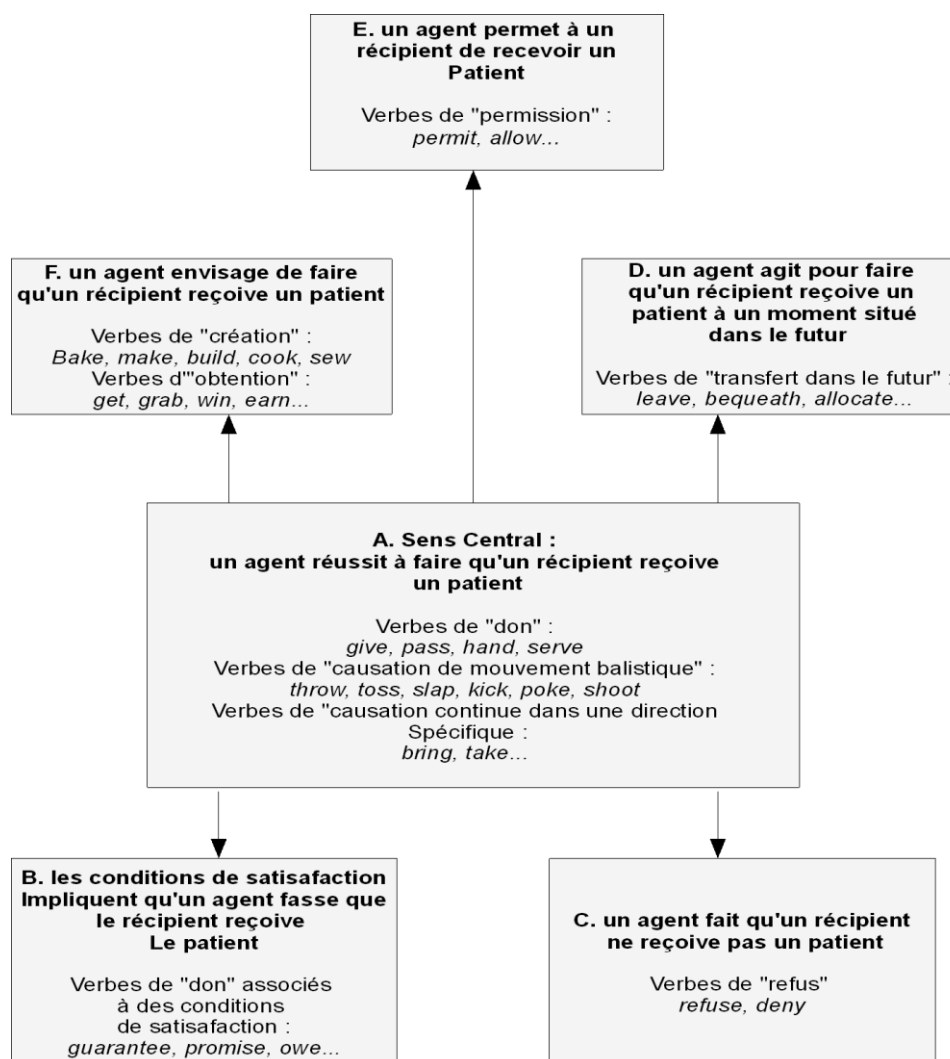 E. un agent permet à un
récipient de recevoir un
Patient
Verbes de "permission" :
permit, allow...
F. un agent envisage de faire
qu'un récipient reçoive un patient
Verbes de "création" :
Bake, make, build, cook, sew
Verbes d'"obtention" :
get, grab, win, earn...
D. un agent agit pour faire
qu'un récipient reçoive un
patient à un moment situé
dans le futur
Verbes de "transfert dans le futur" :
leave, bequeath, allocate...
A. Sens Central :
un agent réussit à faire qu'un récipient reçoive
un patient
Verbes de "don" :
give, pass, hand, serve
Verbes de "causation de mouvement balistique" :
throw, toss, slap, kick, poke, shoot
Verbes de "causation continue dans une direction
Spécifique :
bring, take...
B. les conditions de satisafaction
Impliquent qu'un agent fasse que
le récipient reçoive
Le patient
Verbes de "don" associés
à des conditions
de satisafaction :
guarantee, promise, owe...
C. un agent fait qu'un récipient
ne reçoive pas un patient
Verbes de "refus"
refuse, deny